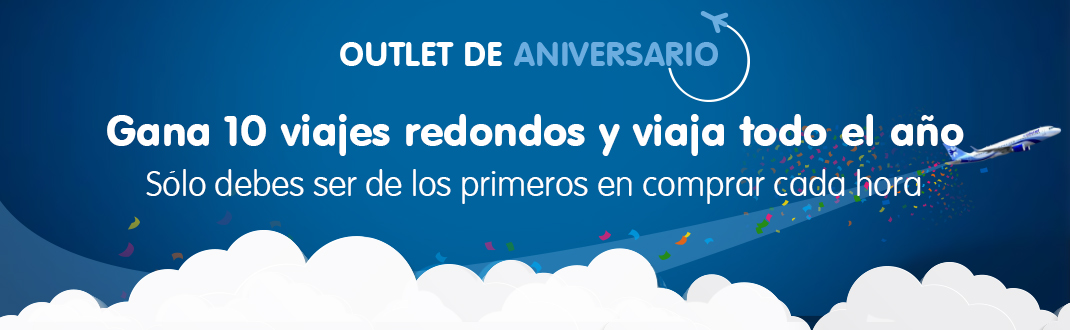 OUTLET DE ANIVERSARIO
Gana 10 viajes redondos y viaja todo el año
Sólo debes ser de los primeros en comprar cada hora